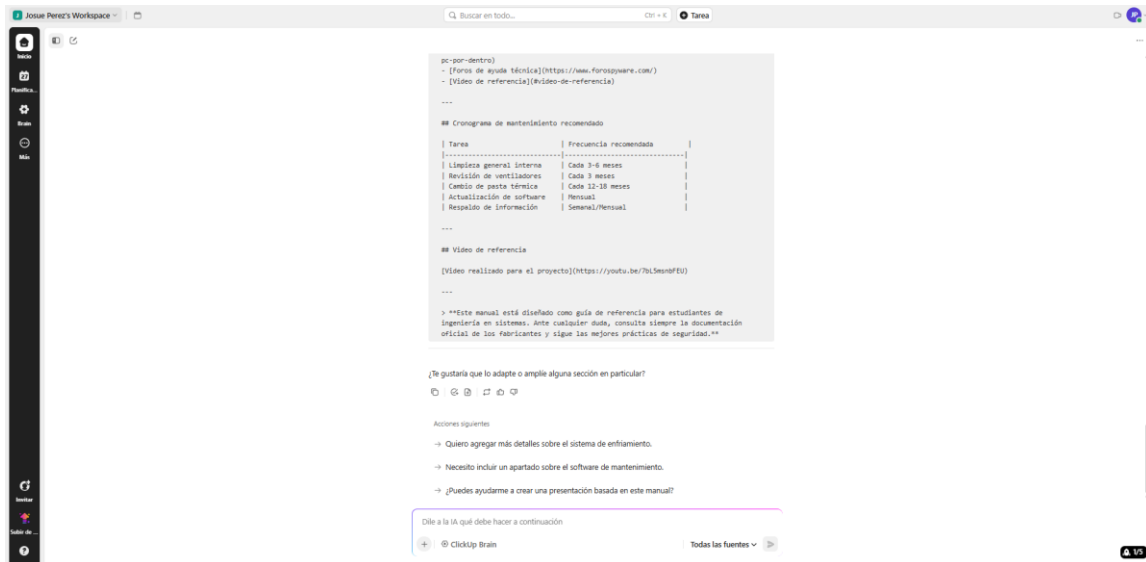 Josue Perez's Workspace
Buscar en todo...
Ctrl + K
Tarea
JP
Inicio
Planifica...
Brain
Más
Invitar
Subir de ...
pc-por-dentro)
- [Foros de ayuda técnica](https://www.forospyware.com/)
- [Video de referencia](#video-de-referencia)
---
## Cronograma de mantenimiento recomendado
| Tarea | Frecuencia recomendada |
|-----------------------------|------------------------------|
| Limpieza general interna | Cada 3-6 meses |
| Revisión de ventiladores | Cada 3 meses |
| Cambio de pasta térmica | Cada 12-18 meses |
| Actualización de software | Mensual |
| Respaldo de información | Semanal/Mensual |
---
## Video de referencia
[Video realizado para el proyecto](https://youtu.be/7bL5msnbFEU)
---
> **Este manual está diseñado como guía de referencia para estudiantes de
ingeniería en sistemas. Ante cualquier duda, consulta siempre la documentación
oficial de los fabricantes y sigue las mejores prácticas de seguridad.**
¿Te gustaría que lo adapte o amplíe alguna sección en particular?
Acciones siguientes
→ Quiero agregar más detalles sobre el sistema de enfriamiento.
→ Necesito incluir un apartado sobre el software de mantenimiento.
→ ¿Puedes ayudarme a crear una presentación basada en este manual?
Dile a la IA qué debe hacer a continuación
ClickUp Brain
Todas las fuentes
1/5